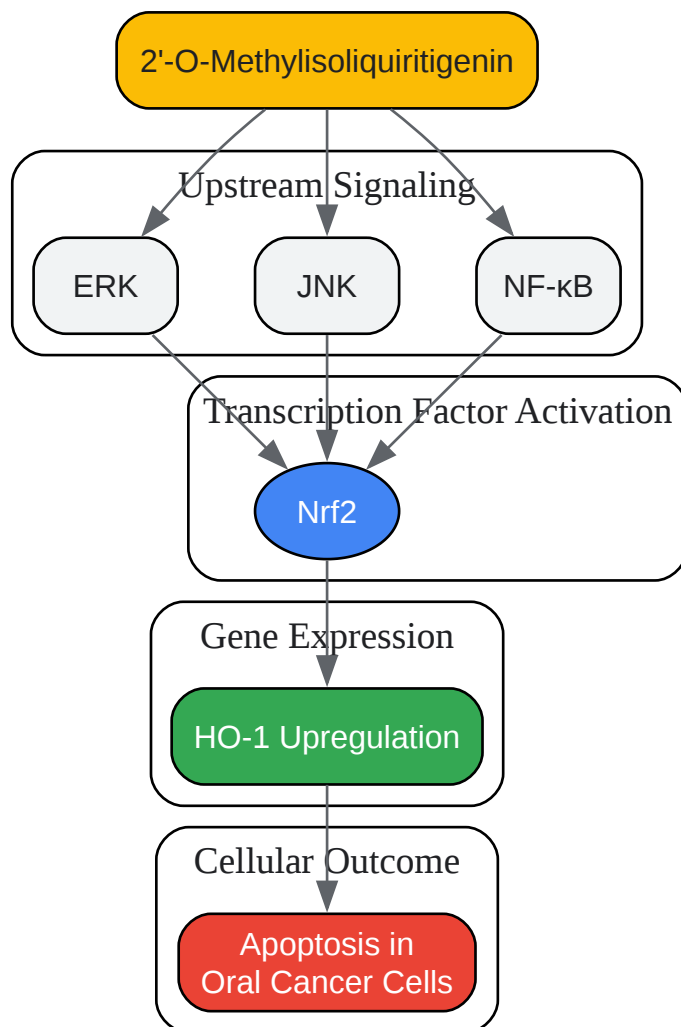 2'-O-Methylisoliquiritigenin
Upstream Signaling
ERK
JNK
NF-κB
Transcription Factor Activation
Nrf2
Gene Expression
HO-1 Upregulation
Cellular Outcome
Apoptosis in
Oral Cancer Cells